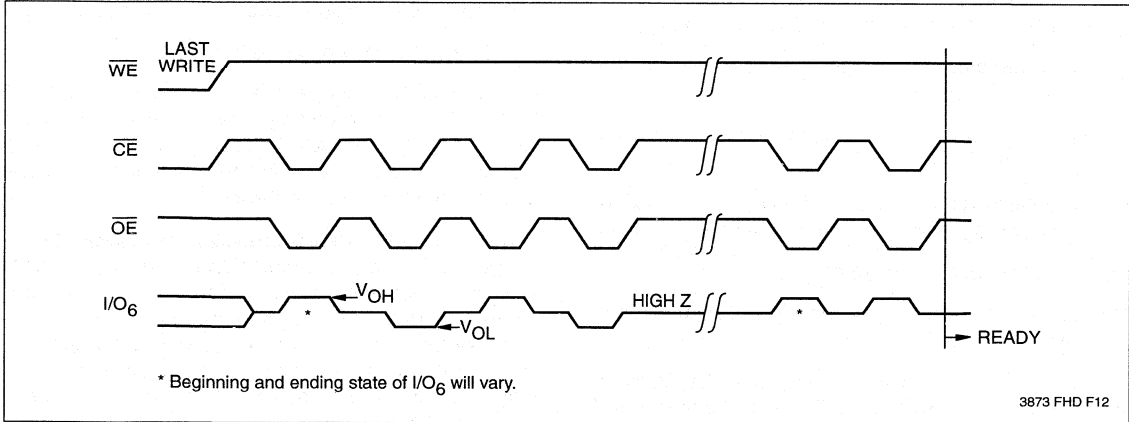 LAST
WRITE
WE
CE
OE
I/O6
VOH
*
VOL
HIGH Z
*
READY
* Beginning and ending state of I/O6 will vary.
3873 FHD F12